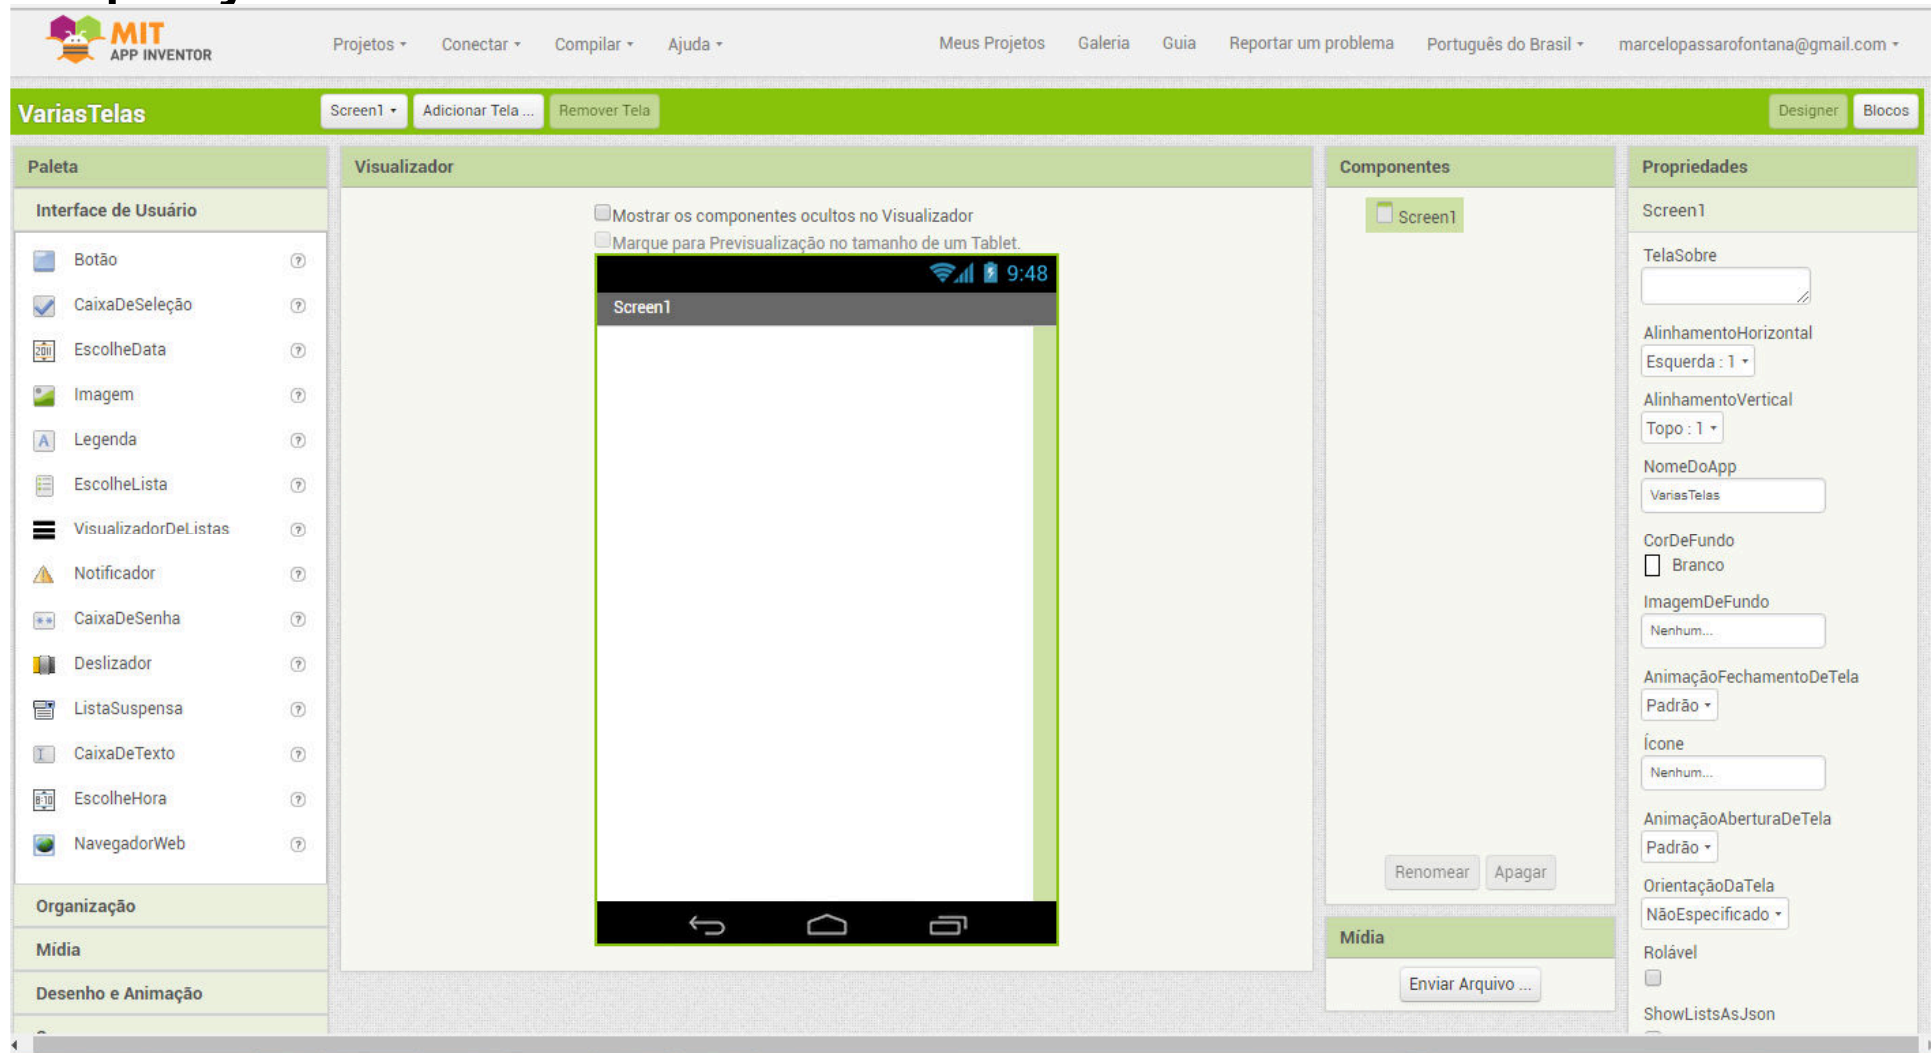 MIT
APP INVENTOR
Projetos
Conectar
Compilar
Ajuda
Meus Projetos
Galeria
Guia
Reportar um problema
Português do Brasil
marcelopassarofontana@gmail.com
VariasTelas
Screen1
Adicionar Tela ...
Remover Tela
Designer
Blocos
Paleta
Interface de Usuário
Botão
CaixaDeSeleção
EscolheData
Imagem
Legenda
EscolheLista
VisualizadorDeListas
Notificador
CaixaDeSenha
Deslizador
ListaSuspensa
CaixaDeTexto
EscolheHora
NavegadorWeb
Organização
Mídia
Desenho e Animação
Visualizador
Mostrar os componentes ocultos no Visualizador
Marque para Previsualização no tamanho de um Tablet.
9:48
Screen1
Componentes
Screen1
Renomear
Apagar
Mídia
Enviar Arquivo ...
Propriedades
Screen1
TelaSobre
AlinhamentoHorizontal
Esquerda : 1
AlinhamentoVertical
Topo : 1
NomeDoApp
VariasTelas
CorDeFundo
Branco
ImagemDeFundo
Nenhum...
AnimaçãoFechamentoDeTela
Padrão
Ícone
Nenhum...
AnimaçãoAberturaDeTela
Padrão
OrientaçãoDaTela
NãoEspecificado
Rolável
ShowListsAsJson